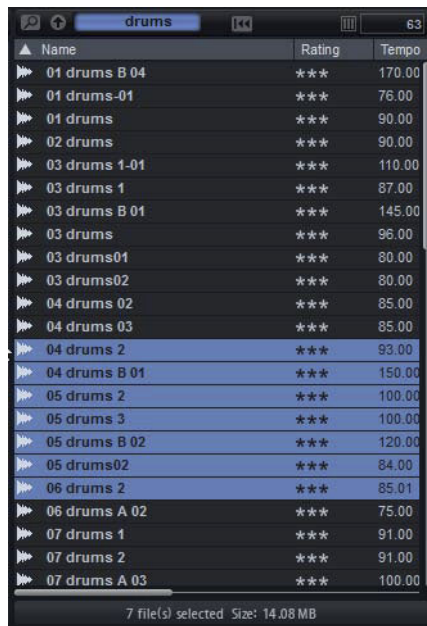 drums 63
Name Rating Tempo
01 drums B 04 *** 170.00
01 drums-01 *** 76.00
01 drums *** 90.00
02 drums *** 90.00
03 drums 1-01 *** 110.00
03 drums 1 *** 87.00
03 drums B 01 *** 145.00
03 drums *** 96.00
03 drums01 *** 80.00
03 drums02 *** 80.00
04 drums 02 *** 85.00
04 drums 03 *** 85.00
04 drums 2 *** 93.00
04 drums B 01 *** 150.00
05 drums 2 *** 100.00
05 drums 3 *** 100.00
05 drums B 02 *** 120.00
05 drums02 *** 84.00
06 drums 2 *** 85.01
06 drums A 02 *** 75.00
07 drums 1 *** 91.00
07 drums 2 *** 91.00
07 drums A 03 *** 100.00
7 file(s) selected Size: 14.08 MB